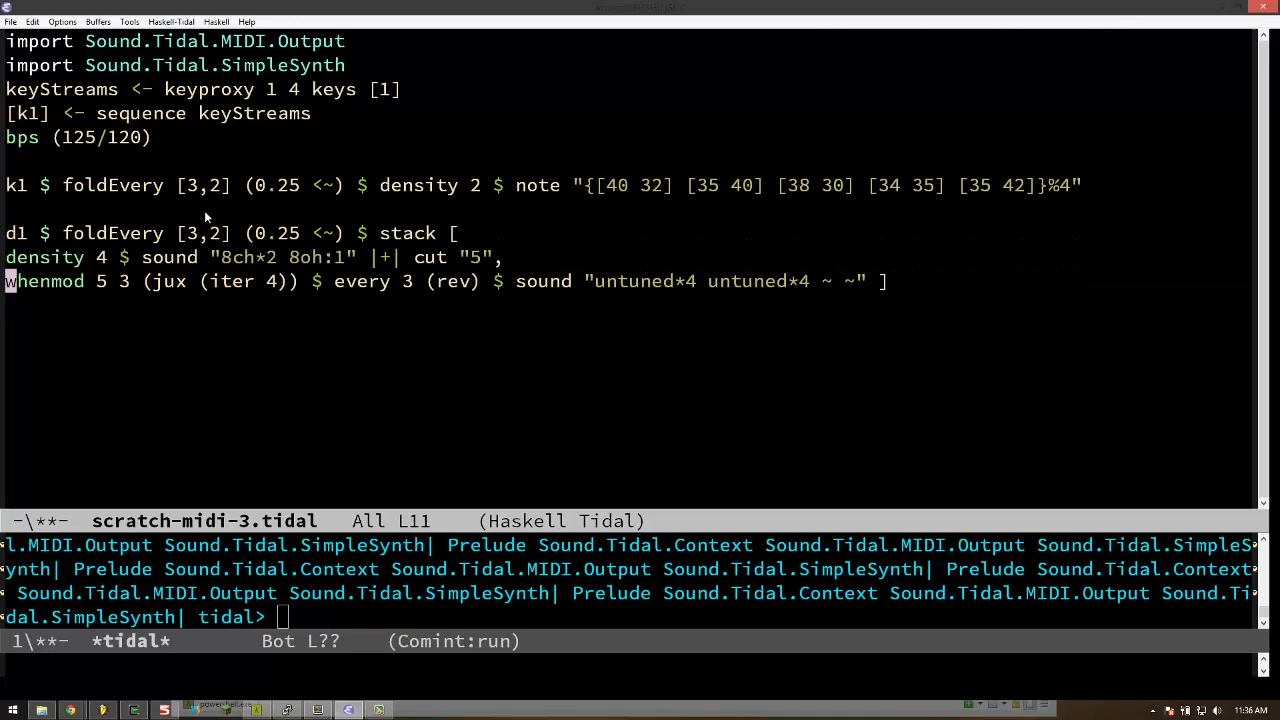 File Edit Options Buffers Tools Haskell-Tidal Haskell Help
import Sound.Tidal.MIDI.Output
import Sound.Tidal.SimpleSynth
keyStreams <- keyproxy 1 4 keys [1]
[k1] <- sequence keyStreams
bps (125/120)
k1 $ foldEvery [3,2] (0.25 <~) $ density 2 $ note "{[40 32] [35 40] [38 30] [34 35] [35 42]}%4"
d1 $ foldEvery [3,2] (0.25 <~) $ stack [
density 4 $ sound "8ch*2 8oh:1" |+| cut "5",
whenmod 5 3 (jux (iter 4)) $ every 3 (rev) $ sound "untuned*4 untuned*4 ~ ~" ]
-\**- scratch-midi-3.tidal All L11 (Haskell Tidal)
l.MIDI.Output Sound.Tidal.SimpleSynth| Prelude Sound.Tidal.Context Sound.Tidal.MIDI.Output Sound.Tidal.SimpleS
ynth| Prelude Sound.Tidal.Context Sound.Tidal.MIDI.Output Sound.Tidal.SimpleSynth| Prelude Sound.Tidal.Context
Sound.Tidal.MIDI.Output Sound.Tidal.SimpleSynth| Prelude Sound.Tidal.Context Sound.Tidal.MIDI.Output Sound.Ti
dal.SimpleSynth| tidal>
1\**- *tidal* Bot L?? (Comint:run)
powershell.exe
11:36 AM